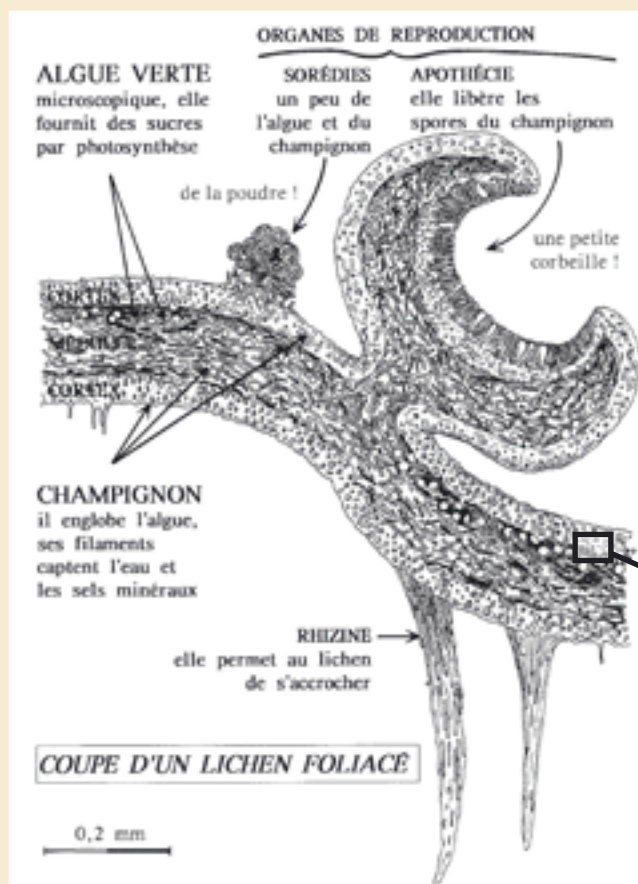 ORGANES DE REPRODUCTION
ALGUE VERTE
microscopique, elle
fournit des sucres
par photosynthèse
SORÉDIES
un peu de
l'algue et du
champignon
APOTHÉCIE
elle libère les
spores du champignon
de la poudre !
une petite
corbeille !
CORTEX
MÉDULLE
CORTEX
CHAMPIGNON
il englobe l'algue,
ses filaments
captent l'eau et
les sels minéraux
RHIZINE
elle permet au lichen
de s'accrocher
COUPE D'UN LICHEN FOLIACÉ
0,2 mm